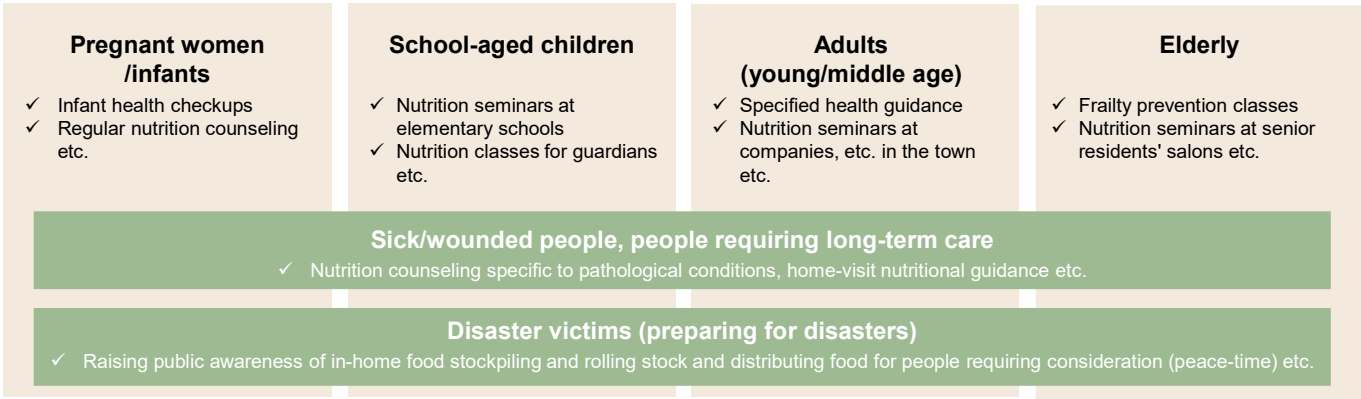 Pregnant women
/infants
✓ Infant health checkups
✓ Regular nutrition counseling
etc.
School-aged children
✓ Nutrition seminars at
elementary schools
✓ Nutrition classes for guardians
etc.
Adults
(young/middle age)
✓ Specified health guidance
✓ Nutrition seminars at
companies, etc. in the town
etc.
Elderly
✓ Frailty prevention classes
✓ Nutrition seminars at senior
residents' salons etc.
Sick/wounded people, people requiring long-term care
✓ Nutrition counseling specific to pathological conditions, home-visit nutritional guidance etc.
Disaster victims (preparing for disasters)
✓ Raising public awareness of in-home food stockpiling and rolling stock and distributing food for people requiring consideration (peace-time) etc.